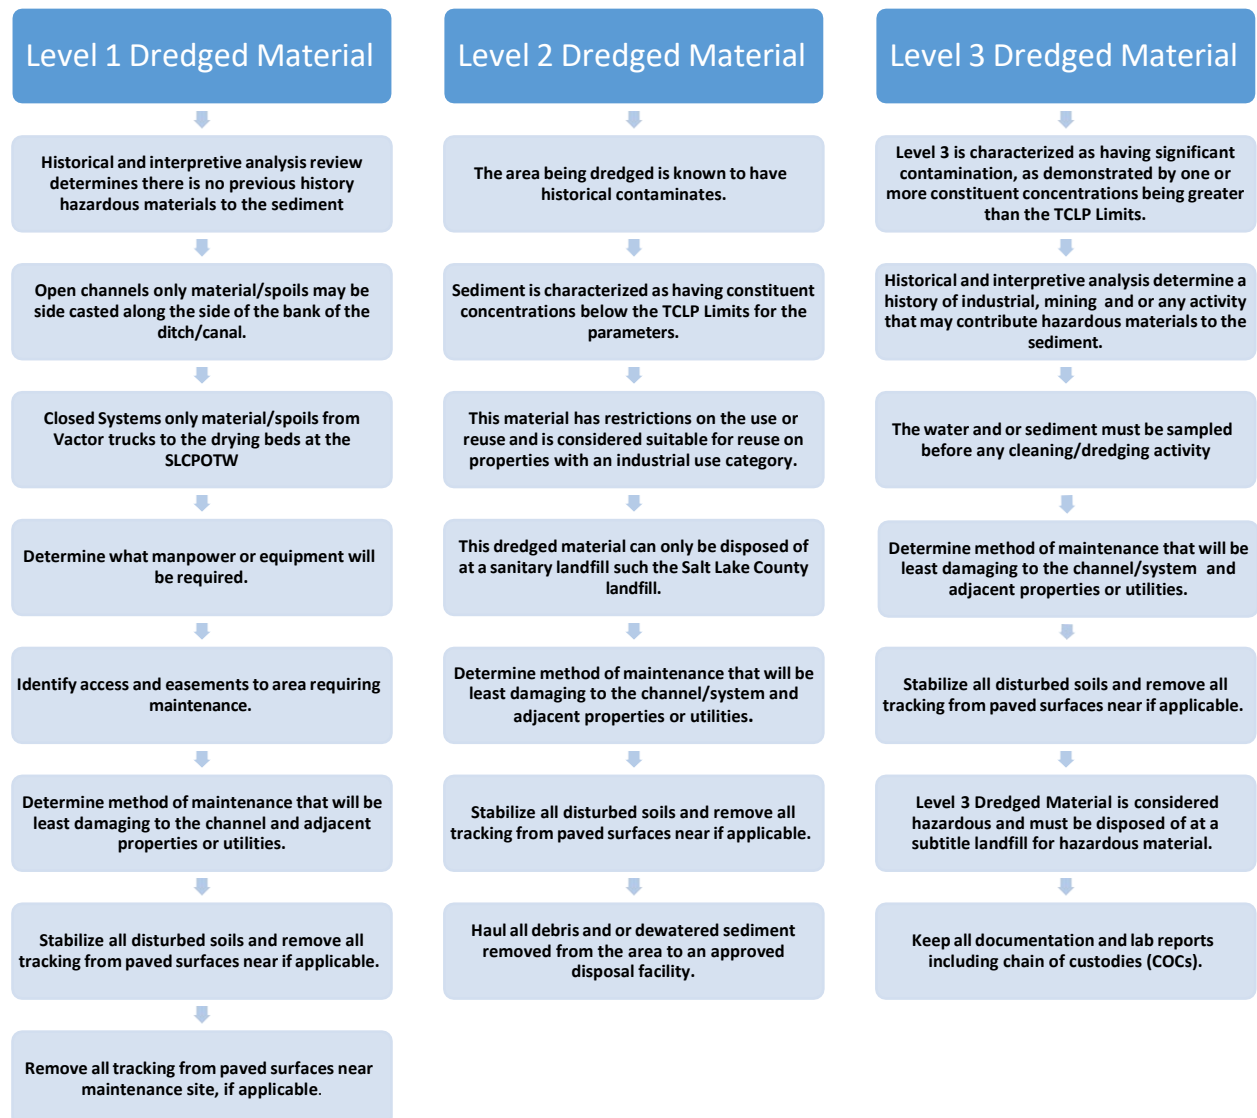 Level 1 Dredged Material
Historical and interpretive analysis review
determines there is no previous history
hazardous materials to the sediment
Open channels only material/spoils may be
side casted along the side of the bank of the
ditch/canal.
Closed Systems only material/spoils from
Vactor trucks to the drying beds at the
SLCPOTW
Determine what manpower or equipment will
be required.
Identify access and easements to area requiring
maintenance.
Determine method of maintenance that will be
least damaging to the channel and adjacent
properties or utilities.
Stabilize all disturbed soils and remove all
tracking from paved surfaces near if applicable.
Remove all tracking from paved surfaces near
maintenance site, if applicable.
Level 2 Dredged Material
The area being dredged is known to have
historical contaminates.
Sediment is characterized as having constituent
concentrations below the TCLP Limits for the
parameters.
This material has restrictions on the use or
reuse and is considered suitable for reuse on
properties with an industrial use category.
This dredged material can only be disposed of
at a sanitary landfill such the Salt Lake County
landfill.
Determine method of maintenance that will be
least damaging to the channel/system and
adjacent properties or utilities.
Stabilize all disturbed soils and remove all
tracking from paved surfaces near if applicable.
Haul all debris and or dewatered sediment
removed from the area to an approved
disposal facility.
Level 3 Dredged Material
Level 3 is characterized as having significant
contamination, as demonstrated by one or
more constituent concentrations being greater
than the TCLP Limits.
Historical and interpretive analysis determine a
history of industrial, mining and or any activity
that may contribute hazardous materials to the
sediment.
The water and or sediment must be sampled
before any cleaning/dredging activity
Determine method of maintenance that will be
least damaging to the channel/system and
adjacent properties or utilities.
Stabilize all disturbed soils and remove all
tracking from paved surfaces near if applicable.
Level 3 Dredged Material is considered
hazardous and must be disposed of at a
subtitle landfill for hazardous material.
Keep all documentation and lab reports
including chain of custodies (COCs).